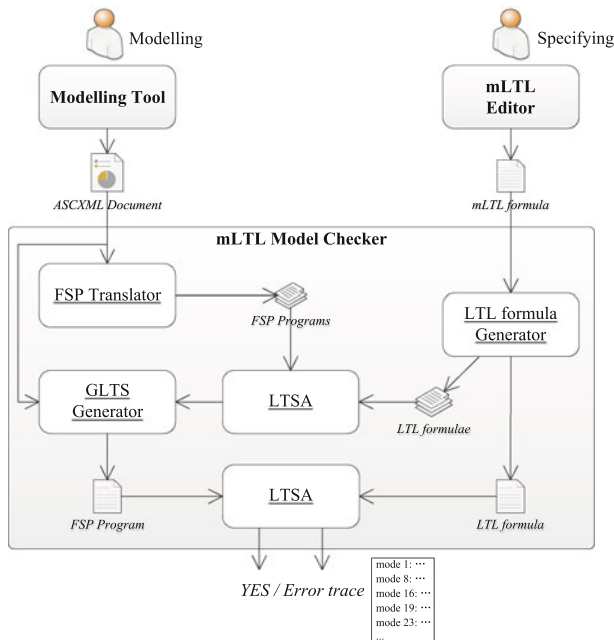 Modelling
Specifying
Modelling Tool
mLTL
Editor
ASCXML Document
mLTL formula
mLTL Model Checker
FSP Translator
FSP Programs
LTL formula
Generator
GLTS
Generator
LTSA
LTL formulae
FSP Program
LTSA
LTL formula
YES / Error trace
mode 1: ···
mode 8: ···
mode 16: ···
mode 19: ···
mode 23: ···
...